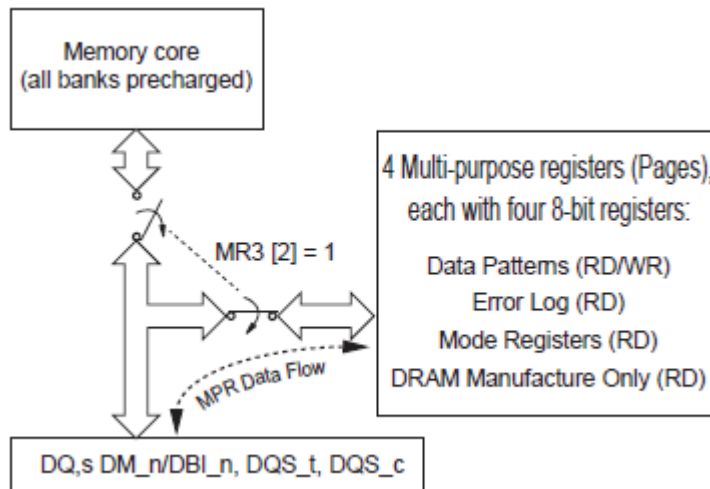 Memory core
(all banks precharged)
4 Multi-purpose registers (Pages),
each with four 8-bit registers:
Data Patterns (RD/WR)
Error Log (RD)
Mode Registers (RD)
DRAM Manufacture Only (RD)
MR3 [2] = 1
MPR Data Flow
DQ,s DM_n/DBI_n, DQS_t, DQS_c